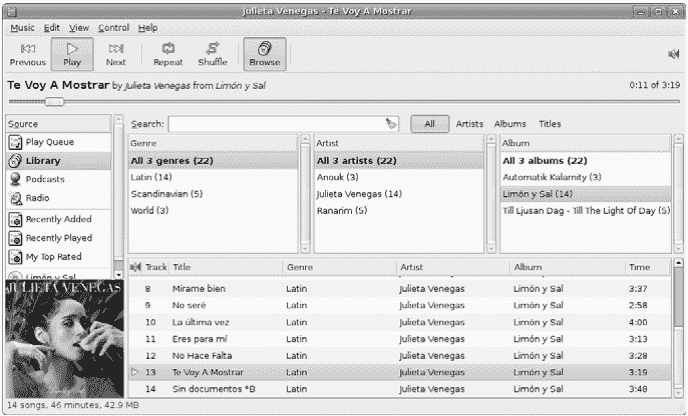 Julieta Venegas - Te Voy A Mostrar
Music Edit View Control Help
Previous Play Next Repeat Shuffle Browse
Te Voy A Mostrar by Julieta Venegas from Limón y Sal 0:11 of 3:19
Source
Play Queue
Library
Podcasts
Radio
Recently Added
Recently Played
My Top Rated
Limón y Sal
Search: All Artists Albums Titles
Genre
All 3 genres (22)
Latin (14)
Scandinavian (5)
World (3)
Artist
All 3 artists (22)
Anouk (3)
Julieta Venegas (14)
Ranarim (5)
Album
All 3 albums (22)
Automatik Kalamity (3)
Limón y Sal (14)
Till Ljusan Dag - Till The Light Of Day (5)
Track Title Genre Artist Album Time
8 Mírame bien Latin Julieta Venegas Limón y Sal 3:37
9 No seré Latin Julieta Venegas Limón y Sal 2:58
10 La última vez Latin Julieta Venegas Limón y Sal 4:00
11 Eres para mí Latin Julieta Venegas Limón y Sal 3:13
12 No Hace Falta Latin Julieta Venegas Limón y Sal 3:28
13 Te Voy A Mostrar Latin Julieta Venegas Limón y Sal 3:19
14 Sin documentos *B Latin Julieta Venegas Limón y Sal 3:48
JULIETA VENEGAS
14 songs, 46 minutes, 42.9 MB